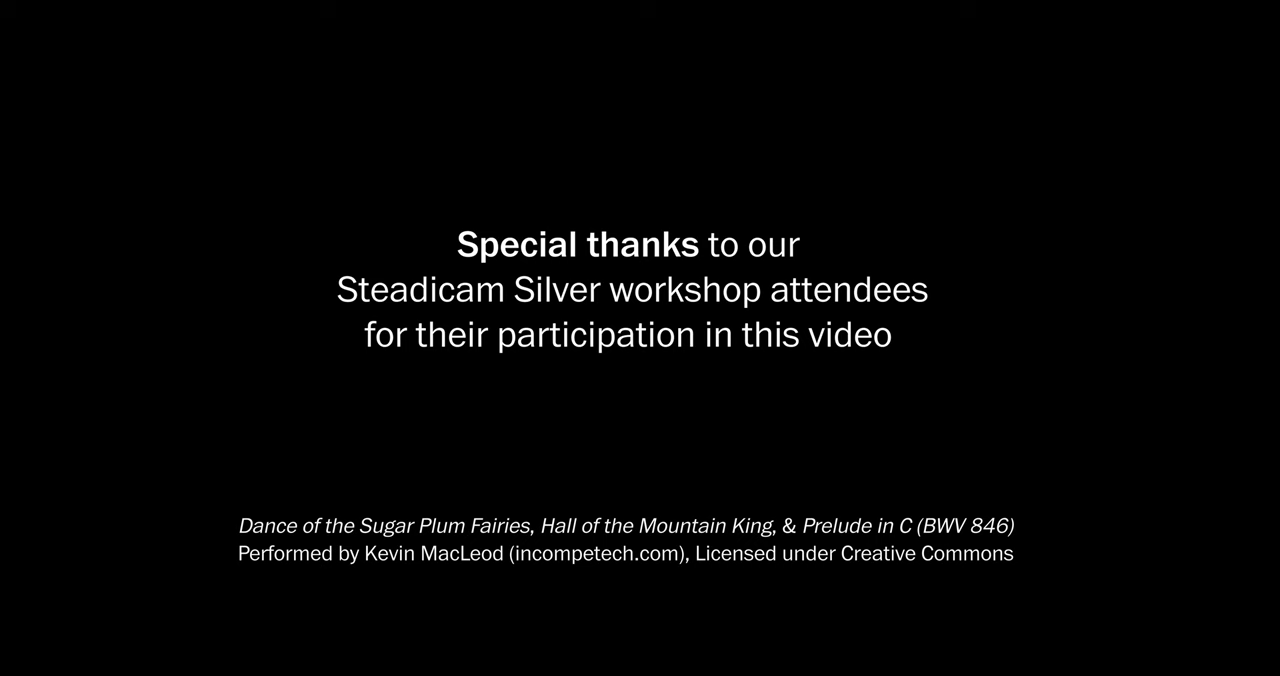 Special thanks to our
Steadicam Silver workshop attendees
for their participation in this video
Dance of the Sugar Plum Fairies, Hall of the Mountain King, & Prelude in C (BWV 846)
Performed by Kevin MacLeod (incompetech.com), Licensed under Creative Commons